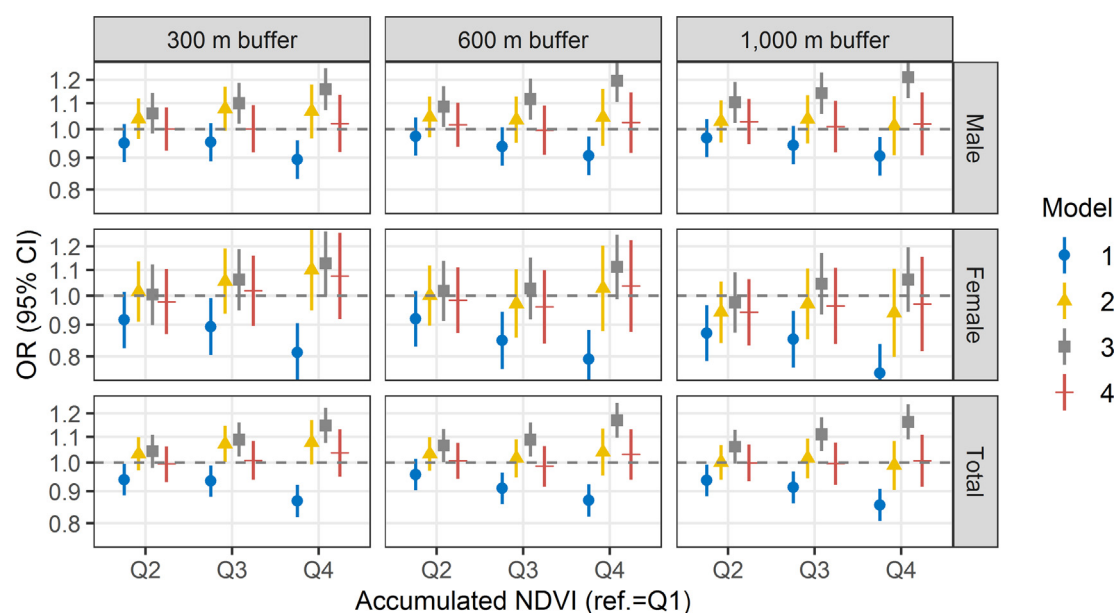 300 m buffer
600 m buffer
1,000 m buffer
OR (95% CI)
1.2
1.1
1.0
0.9
0.8
Male
1.2
1.1
1.0
0.9
0.8
Female
1.2
1.1
1.0
0.9
0.8
Total
Q2
Q3
Q4
Q2
Q3
Q4
Q2
Q3
Q4
Accumulated NDVI (ref.=Q1)
Model
1
2
3
4